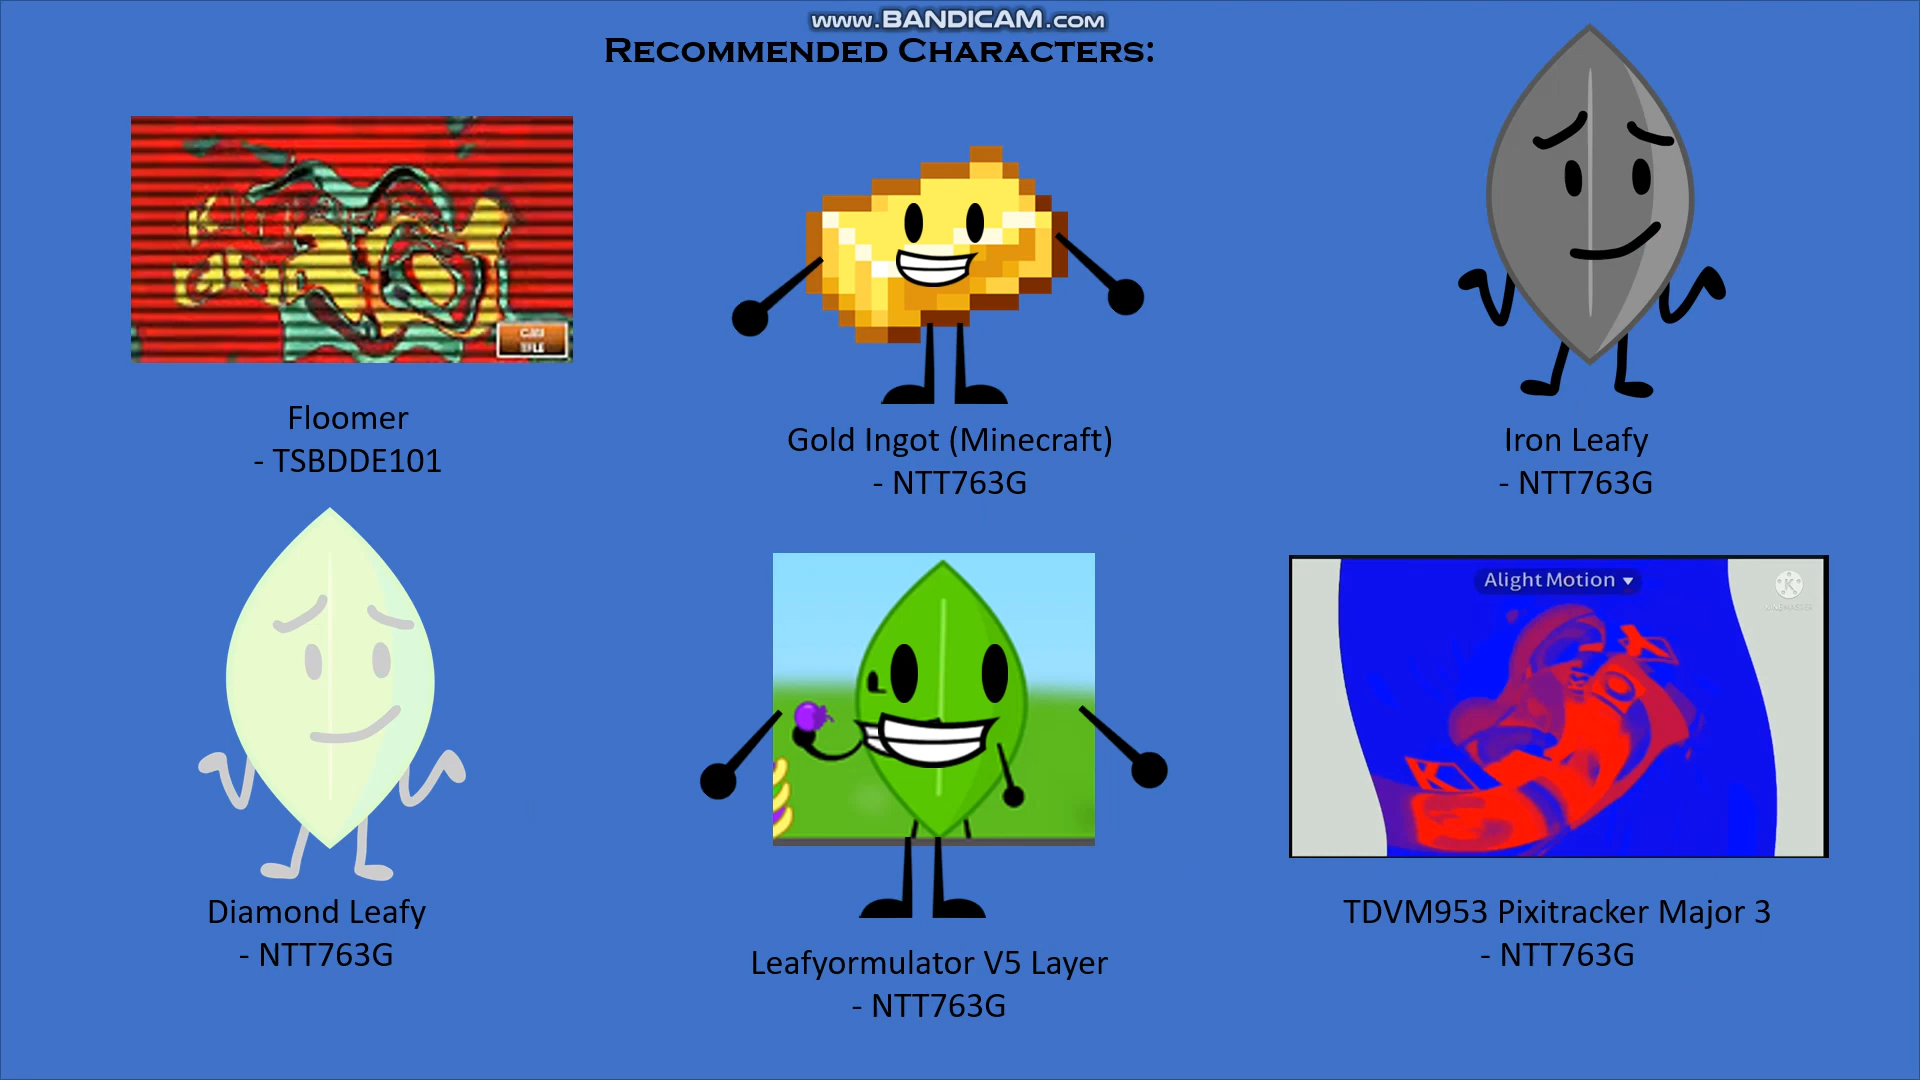 www.BANDICAM.com
RECOMMENDED CHARACTERS:
Floomer
- TSBDDE101
Gold Ingot (Minecraft)
- NTT763G
Iron Leafy
- NTT763G
Diamond Leafy
- NTT763G
Leafyormulator V5 Layer
- NTT763G
Alight Motion
K
TDVM953 Pixitracker Major 3
- NTT763G